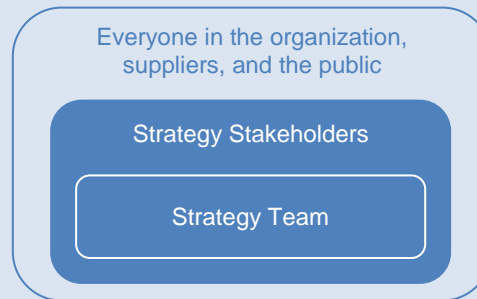 Everyone in the organization,
suppliers, and the public
Strategy Stakeholders
Strategy Team